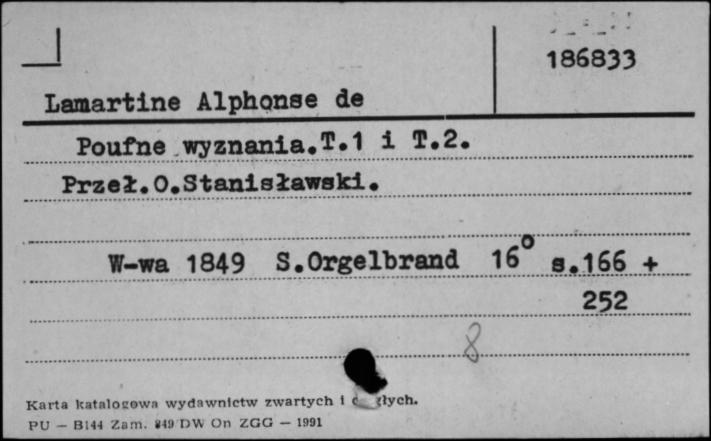 186833
Lamartine Alphonse de
Poufne wyznania.T.1 i T.2.
Przeł.O.Stanisławski.
W-wa 1849 S.Orgelbrand 16° s.166 +
252
8
Karta katalogowa wydawnictw zwartych i
PU — B144 Zam. 849 DW On ZGG — 1991